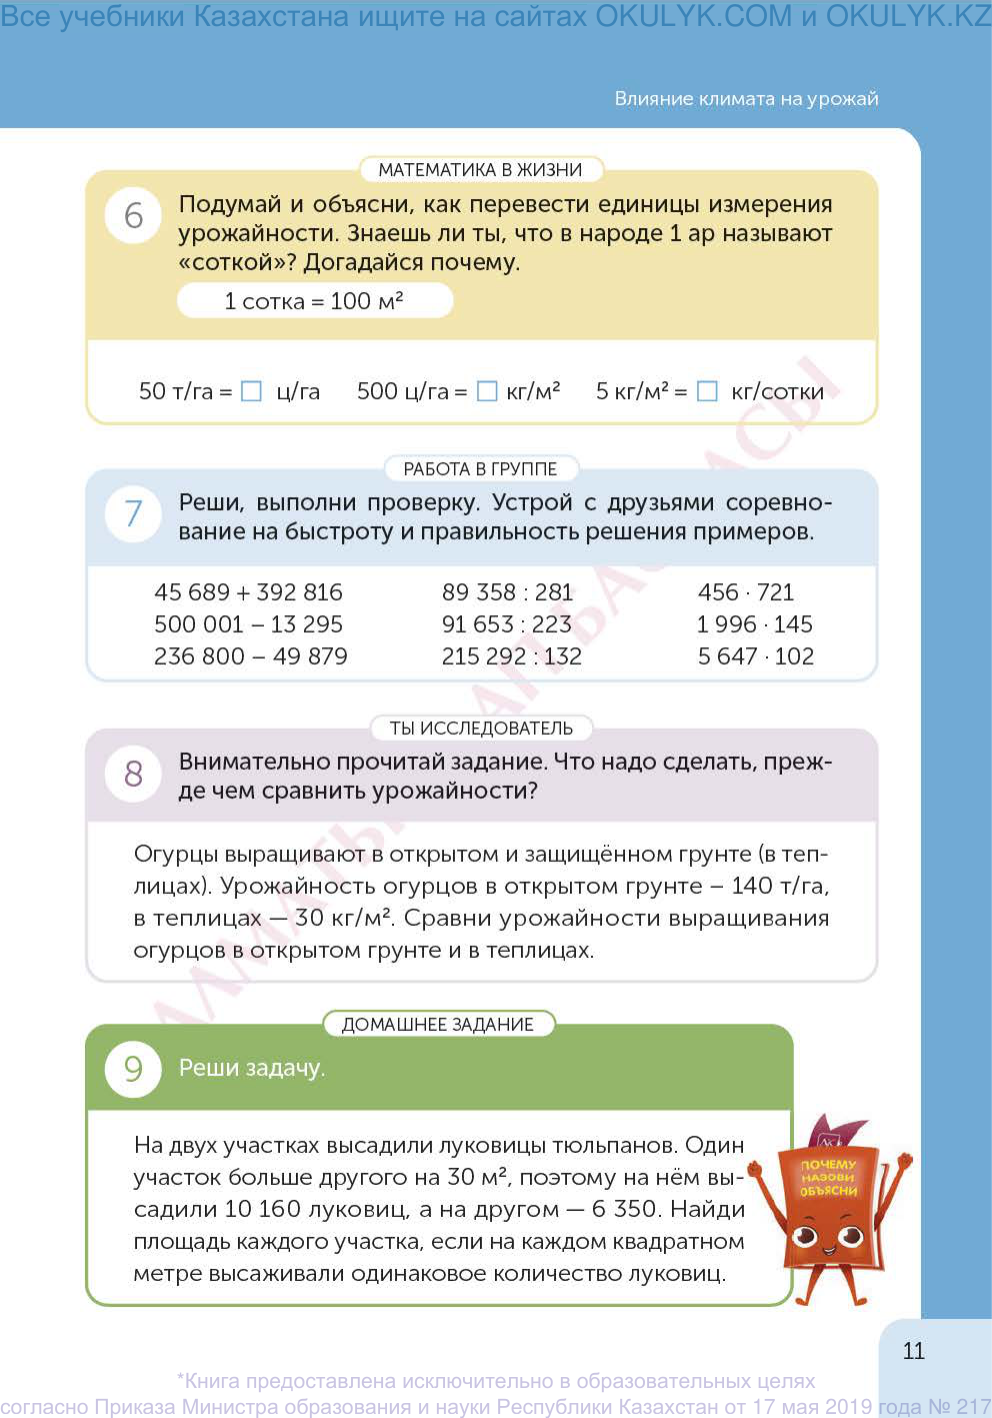 Все учебники Казахстана ищите на сайтах OKULYK.COM и OKULYK.KZ
Влияние климата на урожай
МАТЕМАТИКА В ЖИЗНИ
6
Подумай и объясни, как перевести единицы измерения
урожайности. Знаешь ли ты, что в народе 1 ар называют
«соткой»? Догадайся почему.
1 сотка = 100 м²
50 т/га = □ ц/га 500 ц/га = □ кг/м² 5 кг/м² = □ кг/сотки
РАБОТА В ГРУППЕ
7
Реши, выполни проверку. Устрой с друзьями соревно-
вание на быстроту и правильность решения примеров.
45 689 + 392 816 89 358 : 281 456 · 721
500 001 – 13 295 91 653 : 223 1 996 · 145
236 800 – 49 879 215 292 : 132 5 647 · 102
ТЫ ИССЛЕДОВАТЕЛЬ
8
Внимательно прочитай задание. Что надо сделать, преж-
де чем сравнить урожайности?
Огурцы выращивают в открытом и защищённом грунте (в теп-
лицах). Урожайность огурцов в открытом грунте – 140 т/га,
в теплицах — 30 кг/м². Сравни урожайности выращивания
огурцов в открытом грунте и в теплицах.
ДОМАШНЕЕ ЗАДАНИЕ
9
Реши задачу.
На двух участках высадили луковицы тюльпанов. Один
участок больше другого на 30 м², поэтому на нём вы-
садили 10 160 луковиц, а на другом — 6 350. Найди
площадь каждого участка, если на каждом квадратном
метре высаживали одинаковое количество луковиц.
ПОЧЕМУ
НАЗОВИ
ОБЪЯСНИ
11
*Книга предоставлена исключительно в образовательных целях
согласно Приказа Министра образования и науки Республики Казахстан от 17 мая 2019 года № 217